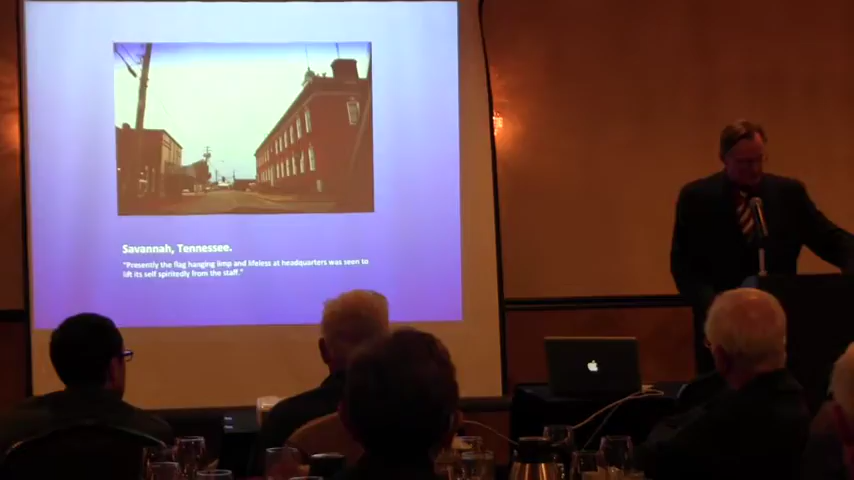 Savannah, Tennessee.
"Presently the flag hanging limp and lifeless at headquarters was seen to
lift its self spiritedly from the staff."